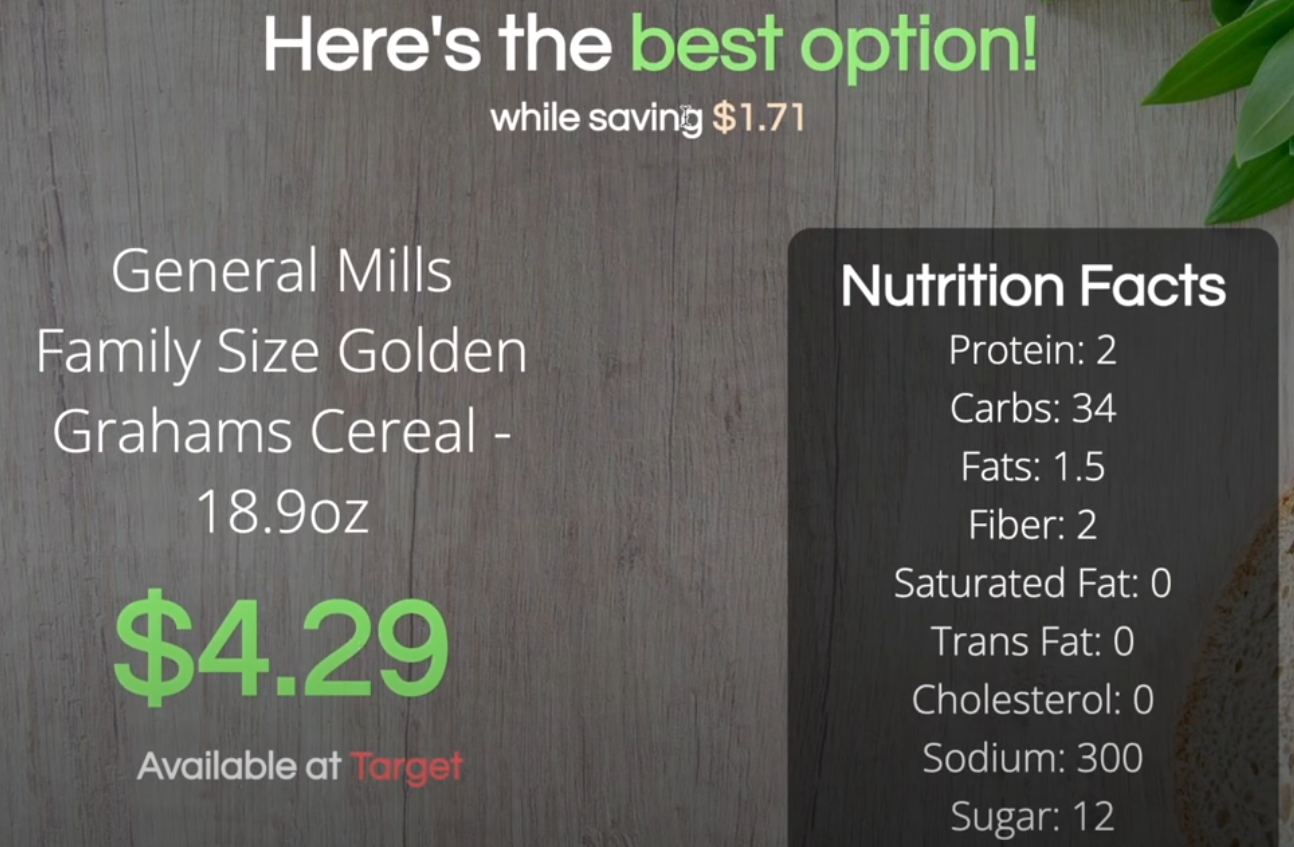 Here's the best option!
while saving $1.71
General Mills
Family Size Golden
Grahams Cereal -
18.9oz
$4.29
Available at Target
Nutrition Facts
Protein: 2
Carbs: 34
Fats: 1.5
Fiber: 2
Saturated Fat: 0
Trans Fat: 0
Cholesterol: 0
Sodium: 300
Sugar: 12